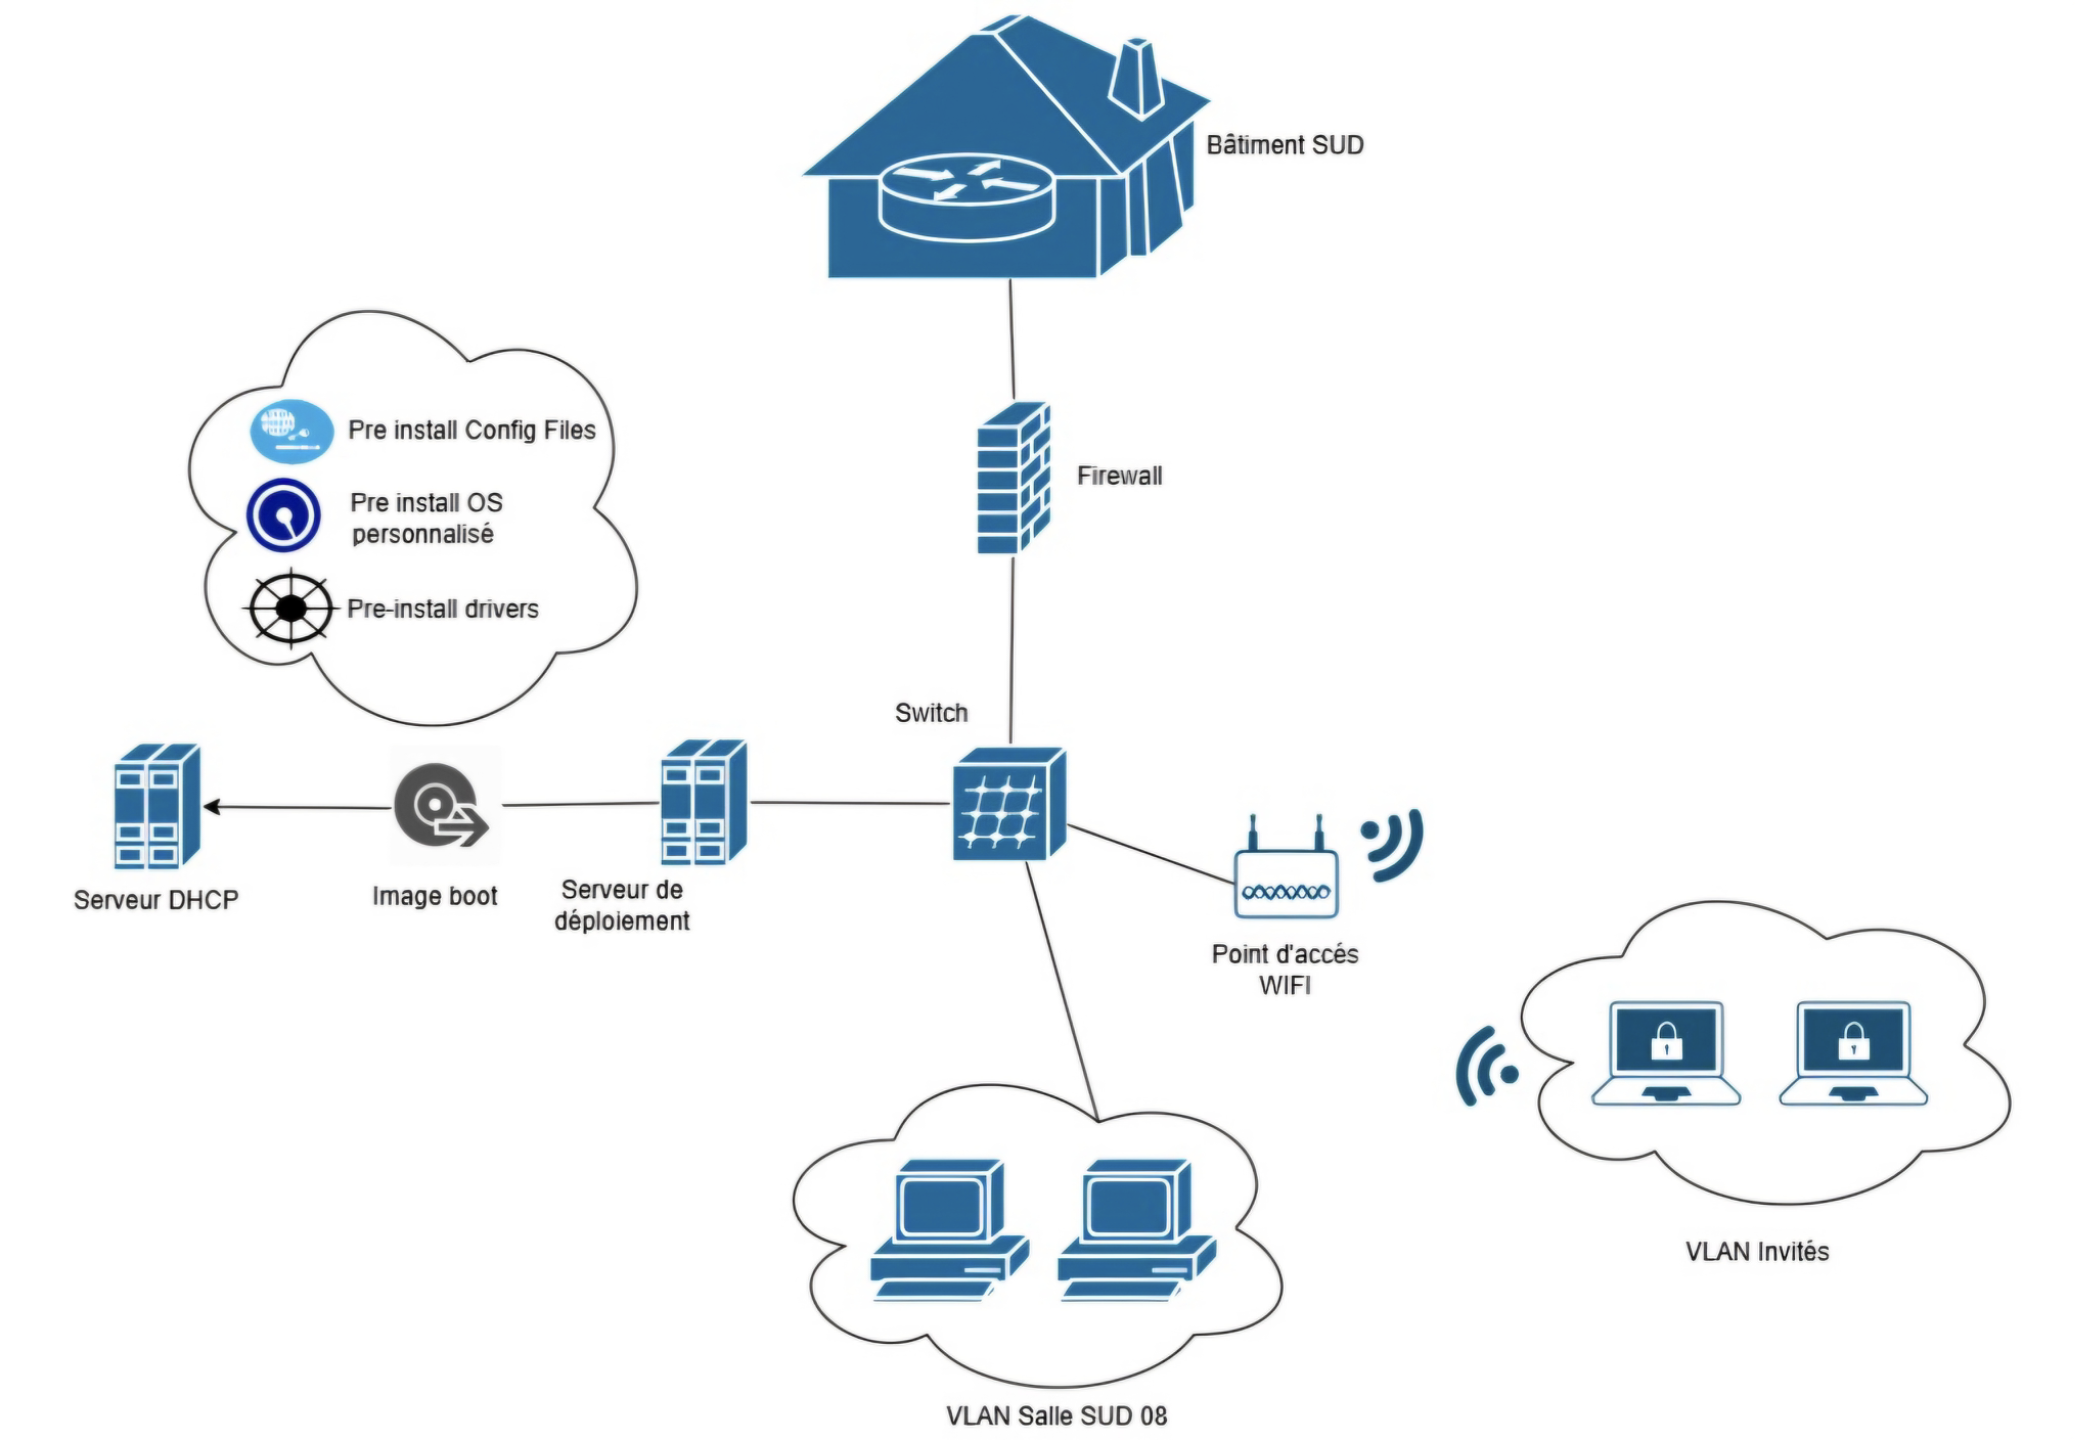 Bâtiment SUD
Pre install Config Files
Firewall
Pre install OS
personnalisé
Pre-install drivers
Switch
Serveur DHCP
Image boot
Serveur de
déploiement
Point d'accés
WIFI
VLAN Invités
VLAN Salle SUD 08